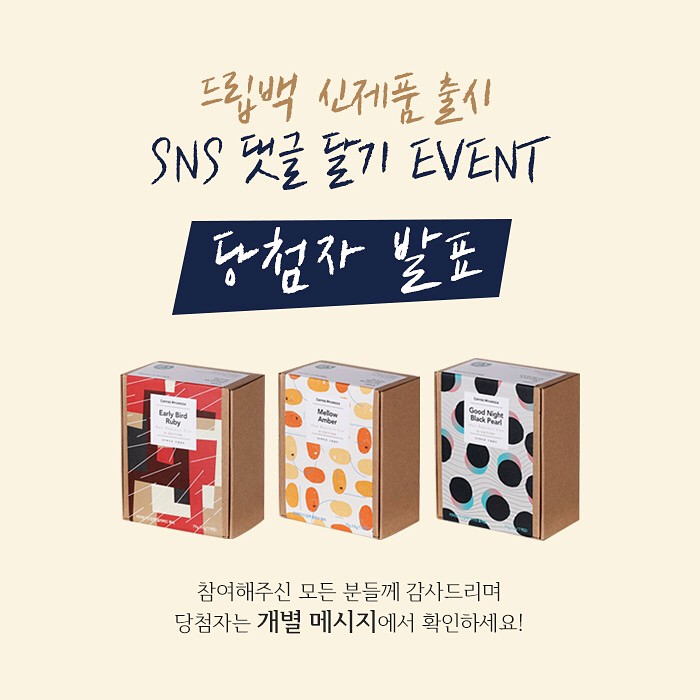 드립백 신제품 출시
SNS 댓글 달기 EVENT
당첨자 발표
Early Bird
Ruby
Mellow
Amber
Good Night
Black Pearl
참여해주신 모든 분들께 감사드리며
당첨자는 개별 메시지에서 확인하세요!